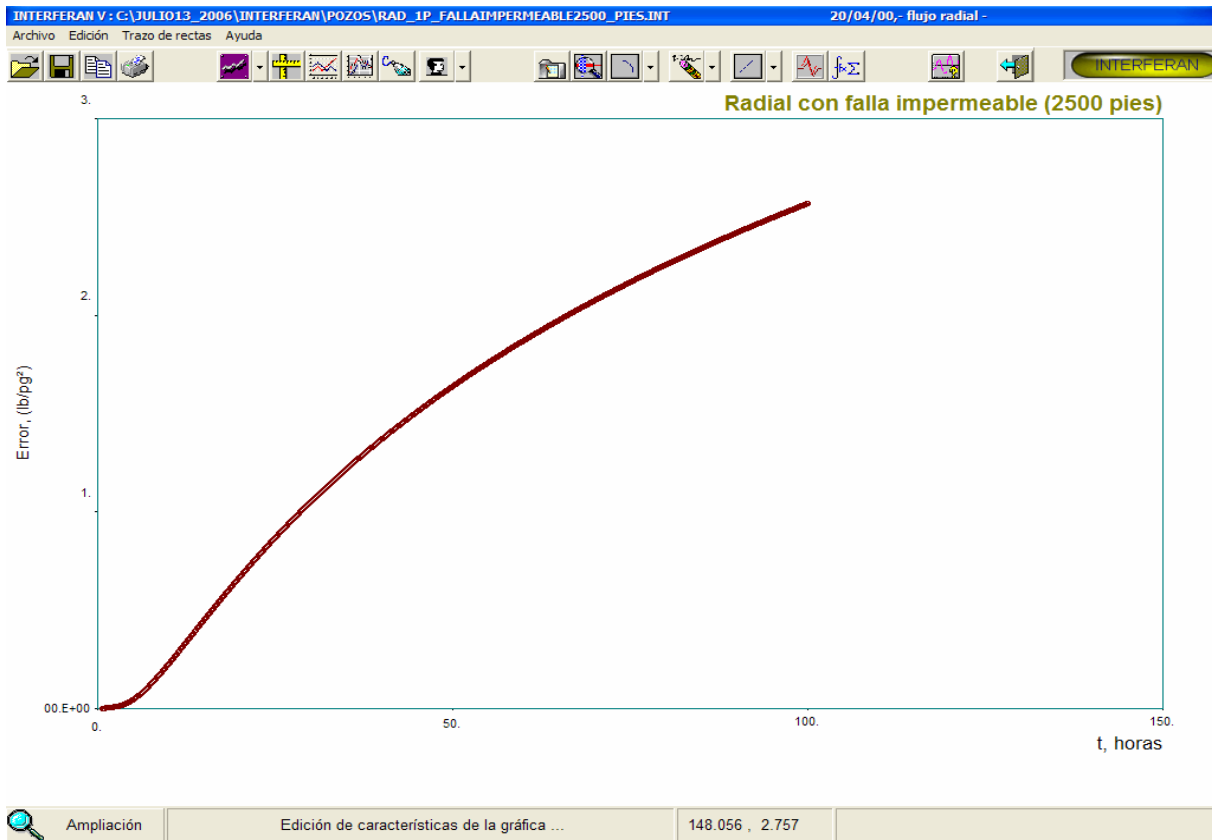 INTERFERAN V : C:\JULIO13_2006\INTERFERAN\POZOS\RAD_1P_FALLAIMPERMEABLE2500_PIES.INT 20/04/00,- flujo radial -
Archivo Edición Trazo de rectas Ayuda
INTERFERAN
Radial con falla impermeable (2500 pies)
3.
2.
1.
00.E+00
Error, (lb/pg²)
0. 50. 100. 150.
t, horas
Ampliación Edición de características de la gráfica ... 148.056 , 2.757